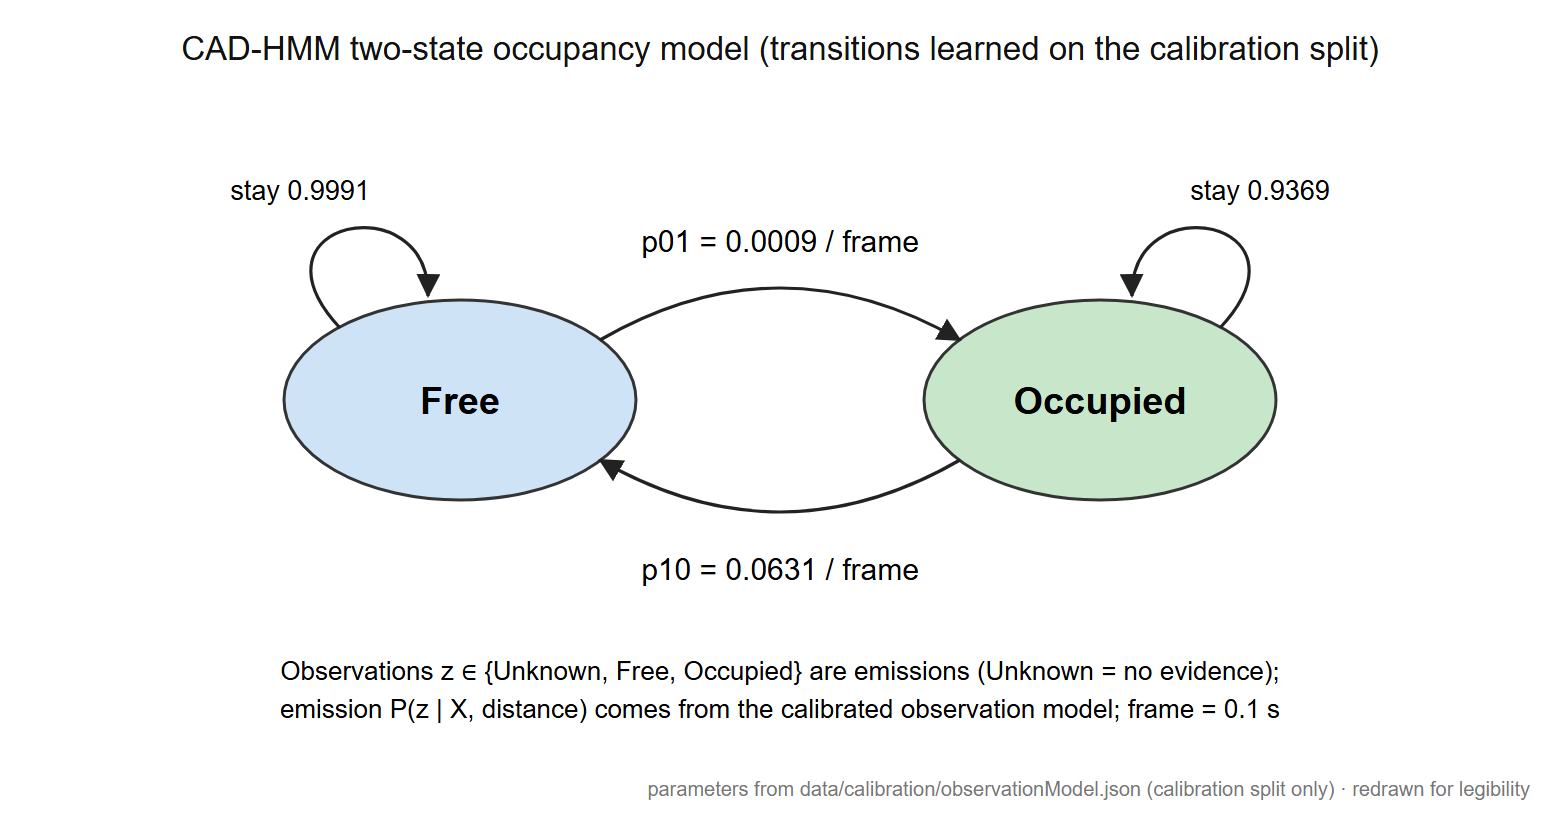 CAD-HMM two-state occupancy model (transitions learned on the calibration split)
stay 0.9991
stay 0.9369
p01 = 0.0009 / frame
Free
Occupied
p10 = 0.0631 / frame
Observations z ∈ {Unknown, Free, Occupied} are emissions (Unknown = no evidence);
emission P(z | X, distance) comes from the calibrated observation model; frame = 0.1 s
parameters from data/calibration/observationModel.json (calibration split only) · redrawn for legibility